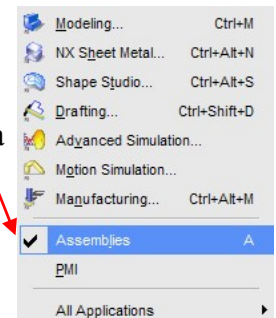 Modeling... Ctrl+M
NX Sheet Metal... Ctrl+Alt+N
Shape Studio... Ctrl+Alt+S
Drafting... Ctrl+Shift+D
a
Advanced Simulation...
Motion Simulation...
Manufacturing... Ctrl+Alt+M
Assemblies A
PMI
All Applications